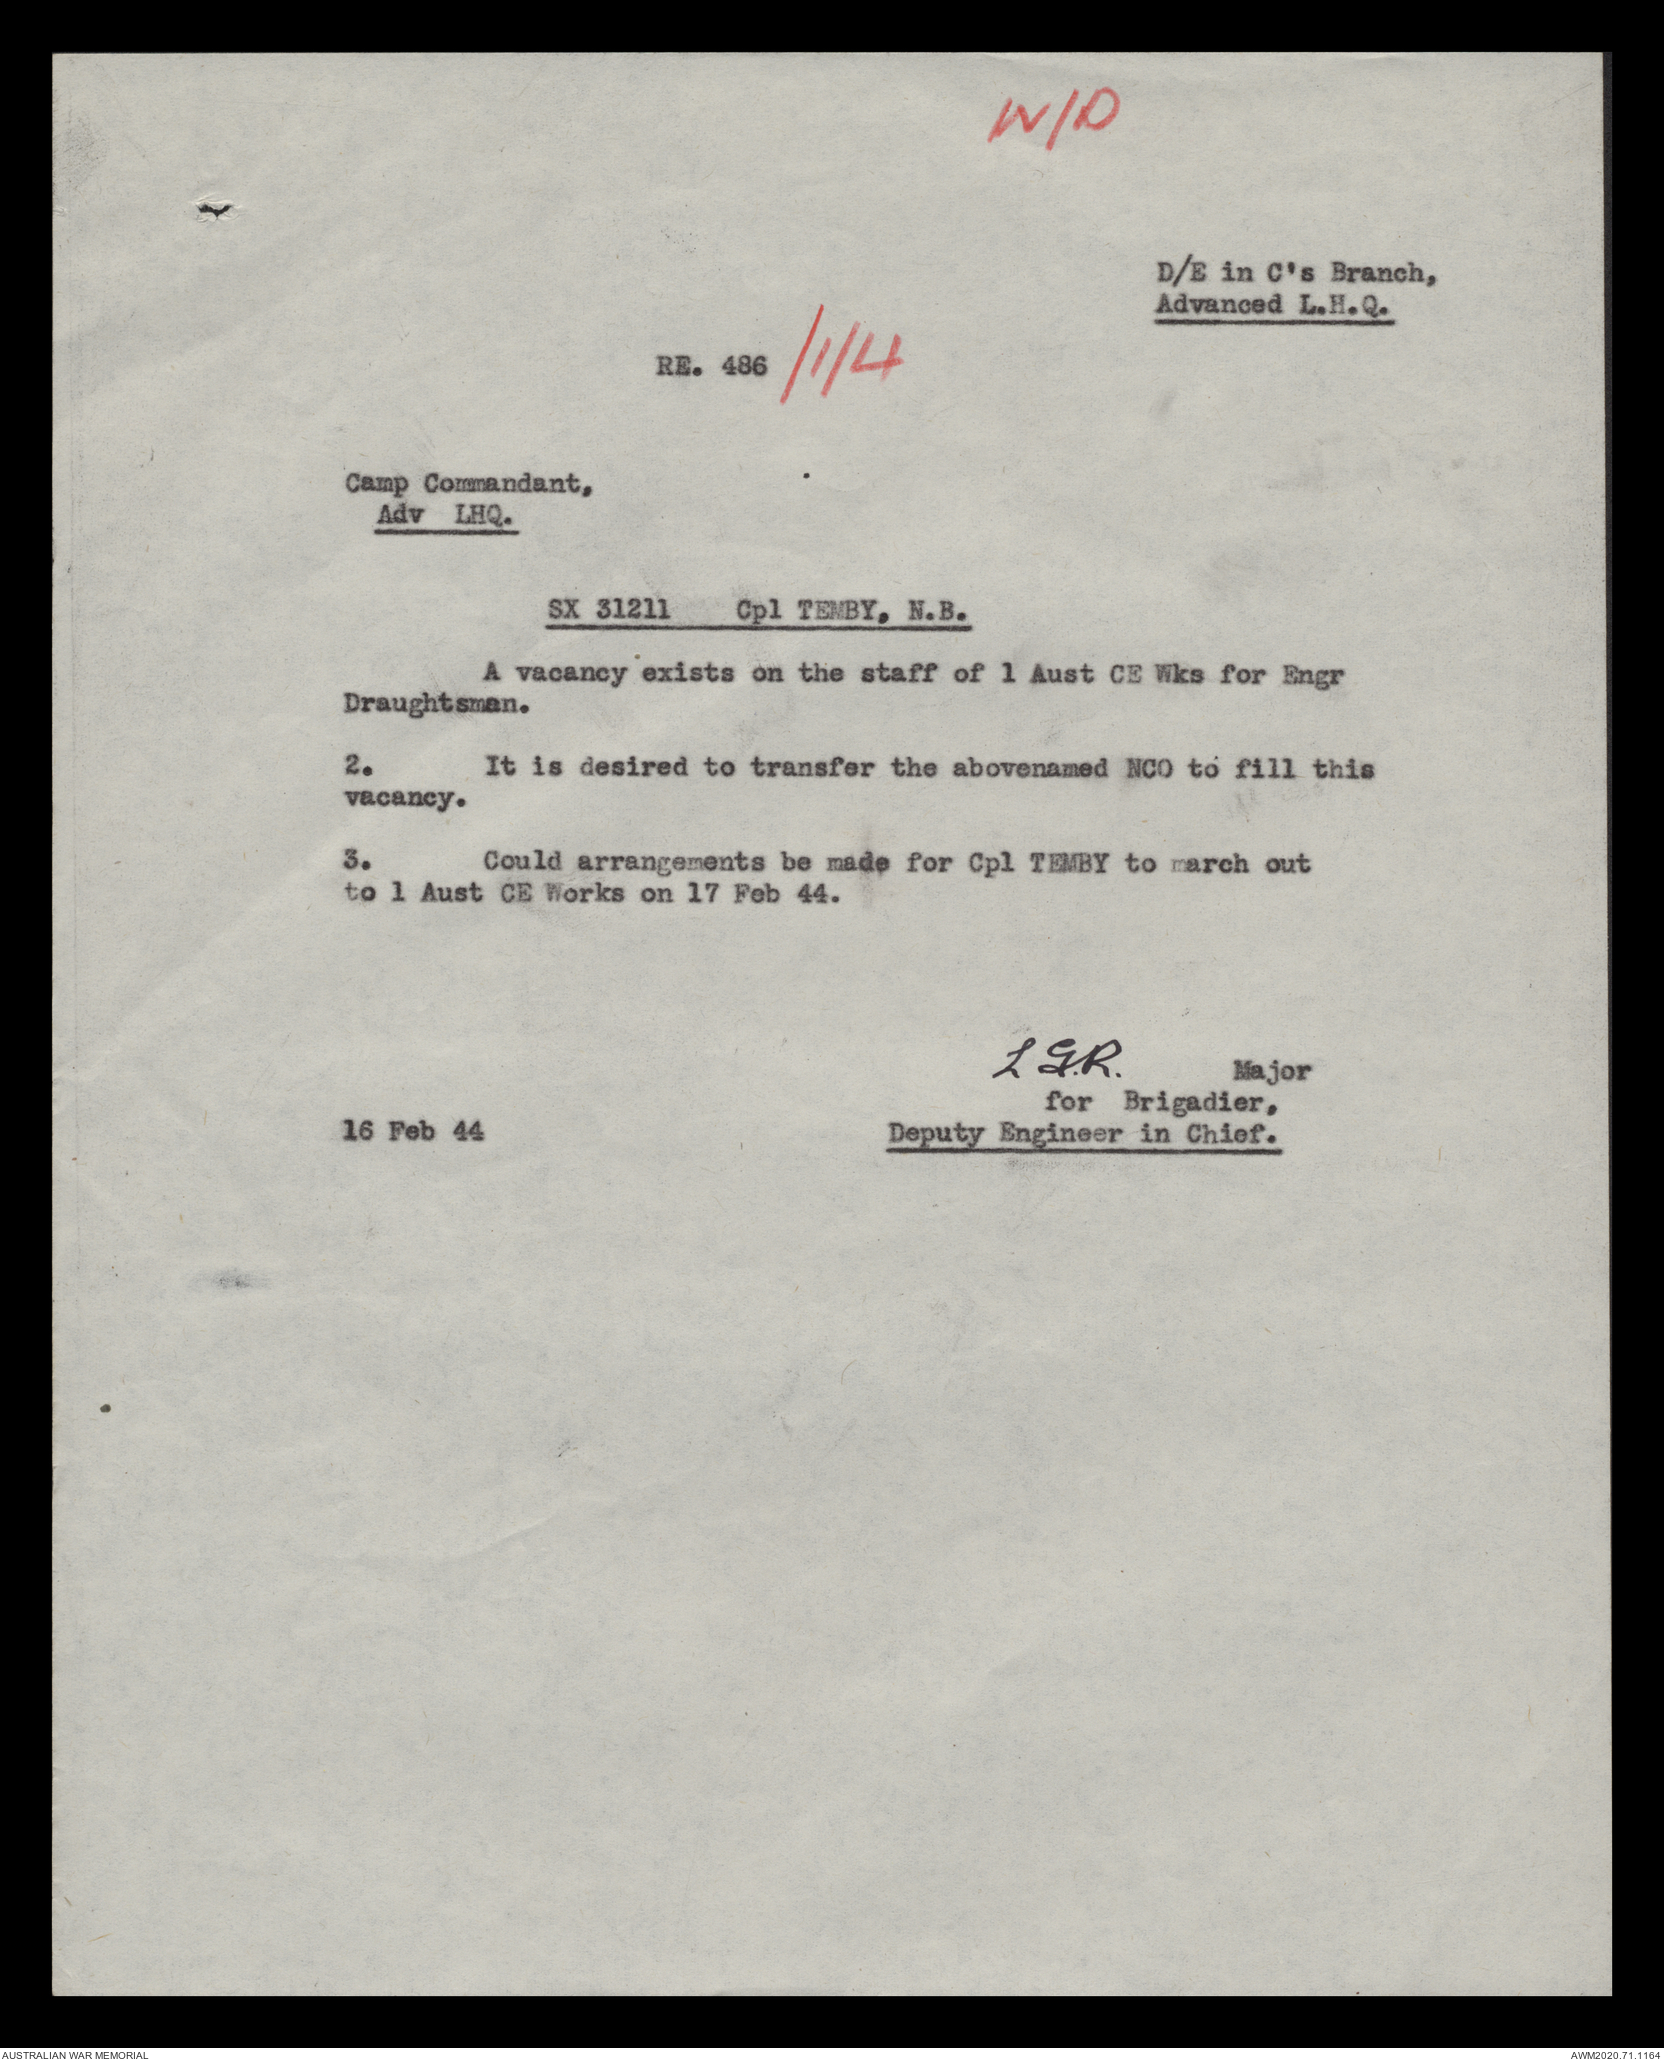 W/D
D/E in C's Branch,
Advanced L.H.Q.
RE. 486 /1/4
Camp Commandant,
Adv LHQ.
SX 31211 Cpl TEMBY, N.B.
A vacancy exists on the staff of 1 Aust CE Wks for Engr
Draughtsman.
2. It is desired to transfer the abovenamed NCO to fill this
vacancy.
3. Could arrangements be made for Cpl TEMBY to march out
to 1 Aust CE Works on 17 Feb 44.
L G.R. Major
for Brigadier,
16 Feb 44 Deputy Engineer in Chief.
AUSTRALIAN WAR MEMORIAL AWM2020.71.1164